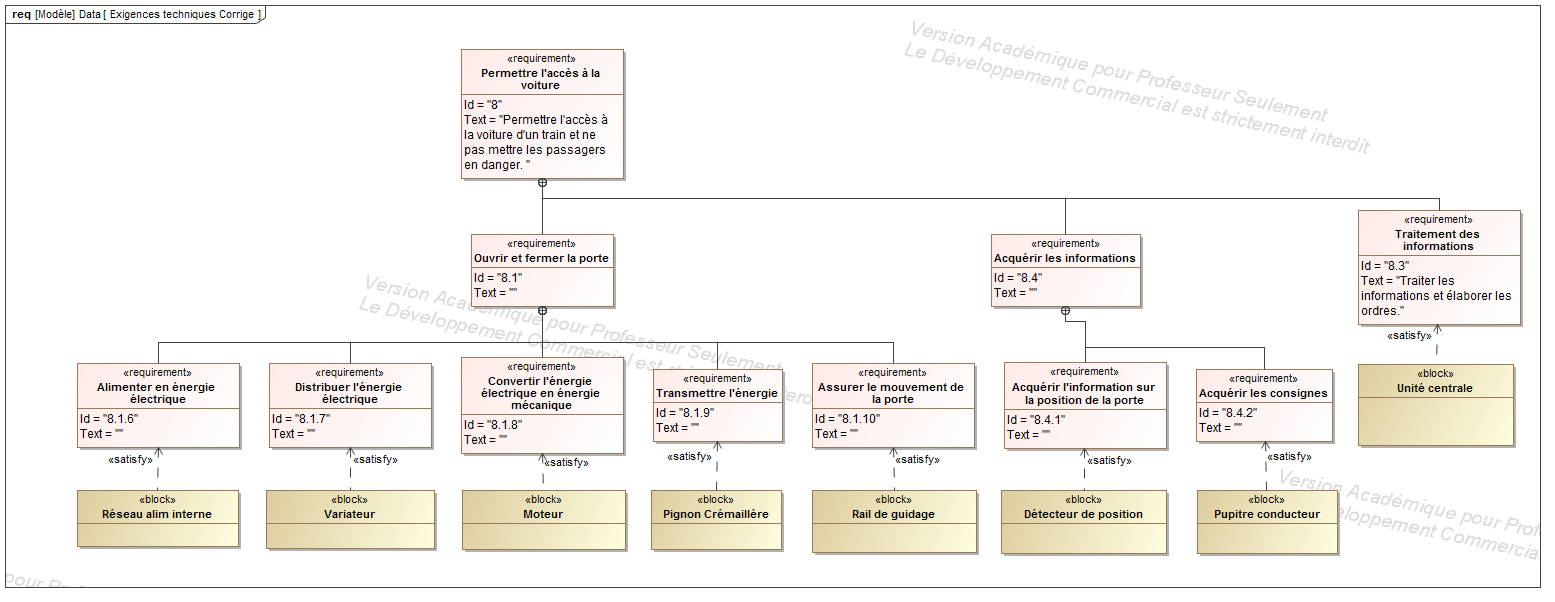 req [Modèle] Data [ Exigences techniques Corrige ]
Version Académique pour Professeur Seulement
Le Développement Commercial est strictement interdit
«requirement»
Permettre l'accès à la
voiture
Id = "8"
Text = "Permettre l'accès à
la voiture d'un train et ne
pas mettre les passagers
en danger. "
«requirement»
Ouvrir et fermer la porte
Id = "8.1"
Text = ""
«requirement»
Acquérir les informations
Id = "8.4"
Text = ""
«requirement»
Traitement des
informations
Id = "8.3"
Text = "Traiter les
informations et élaborer les
ordres."
«satisfy»
«block»
Unité centrale
Version Académique pour Professeur Seulement
Le Développement Commercial est strictement interdit
«requirement»
Alimenter en énergie
électrique
Id = "8.1.6"
Text = ""
«requirement»
Distribuer l'énergie
électrique
Id = "8.1.7"
Text = ""
«requirement»
Convertir l'énergie
électrique en énergie
mécanique
Id = "8.1.8"
Text = ""
«requirement»
Transmettre l'énergie
Id = "8.1.9"
Text = ""
«requirement»
Assurer le mouvement de
la porte
Id = "8.1.10"
Text = ""
«requirement»
Acquérir l'information sur
la position de la porte
Id = "8.4.1"
Text = ""
«requirement»
Acquérir les consignes
Id = "8.4.2"
Text = ""
«satisfy»
«satisfy»
«satisfy»
«satisfy»
«satisfy»
«satisfy»
«satisfy»
«block»
Réseau alim interne
«block»
Variateur
«block»
Moteur
«block»
Pignon Crémaillère
«block»
Rail de guidage
«block»
Détecteur de position
«block»
Pupitre conducteur
Version Académique pour Profes
eloppement Commercial
pour Pr